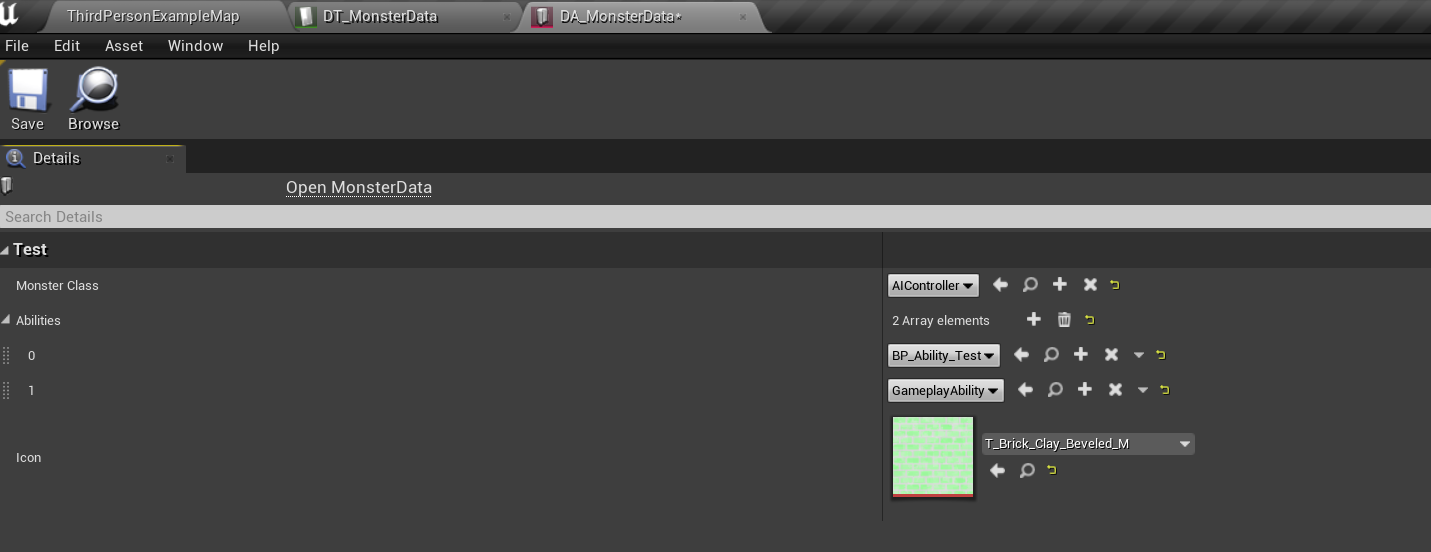 ThirdPersonExampleMap DT_MonsterData DA_MonsterData*
File Edit Asset Window Help
Save Browse
Details
Open MonsterData
Search Details
Test
Monster Class AIController
Abilities 2 Array elements
0 BP_Ability_Test
1 GameplayAbility
Icon T_Brick_Clay_Beveled_M